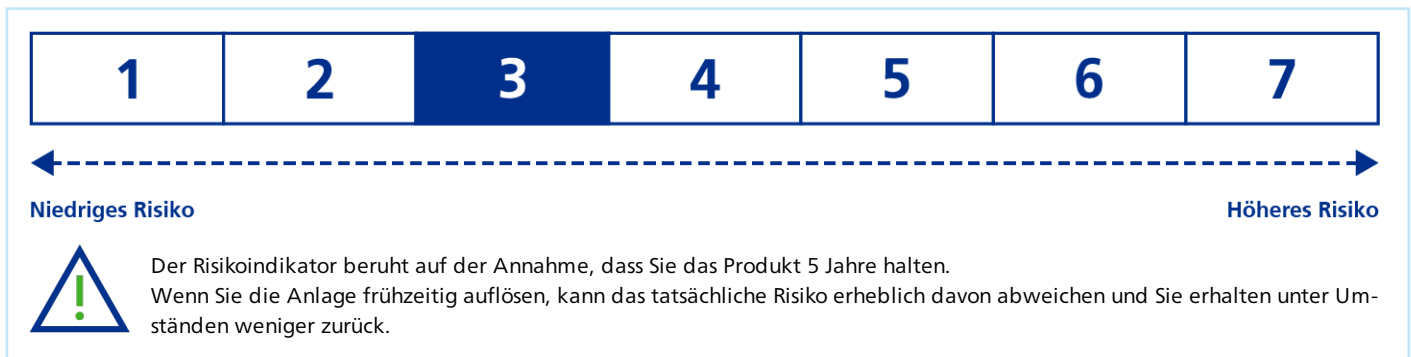 1 2 3 4 5 6 7
Niedriges Risiko Höheres Risiko
Der Risikoindikator beruht auf der Annahme, dass Sie das Produkt 5 Jahre halten.
Wenn Sie die Anlage frühzeitig auflösen, kann das tatsächliche Risiko erheblich davon abweichen und Sie erhalten unter Um-
ständen weniger zurück.